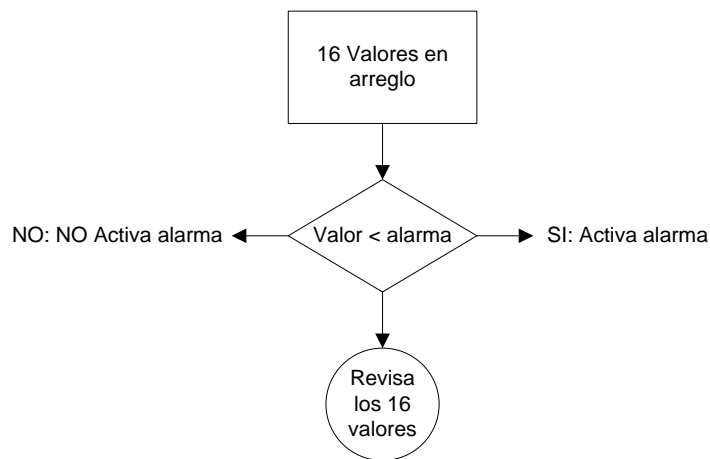 16 Valores en
arreglo
NO: NO Activa alarma
Valor < alarma
SI: Activa alarma
Revisa
los 16
valores